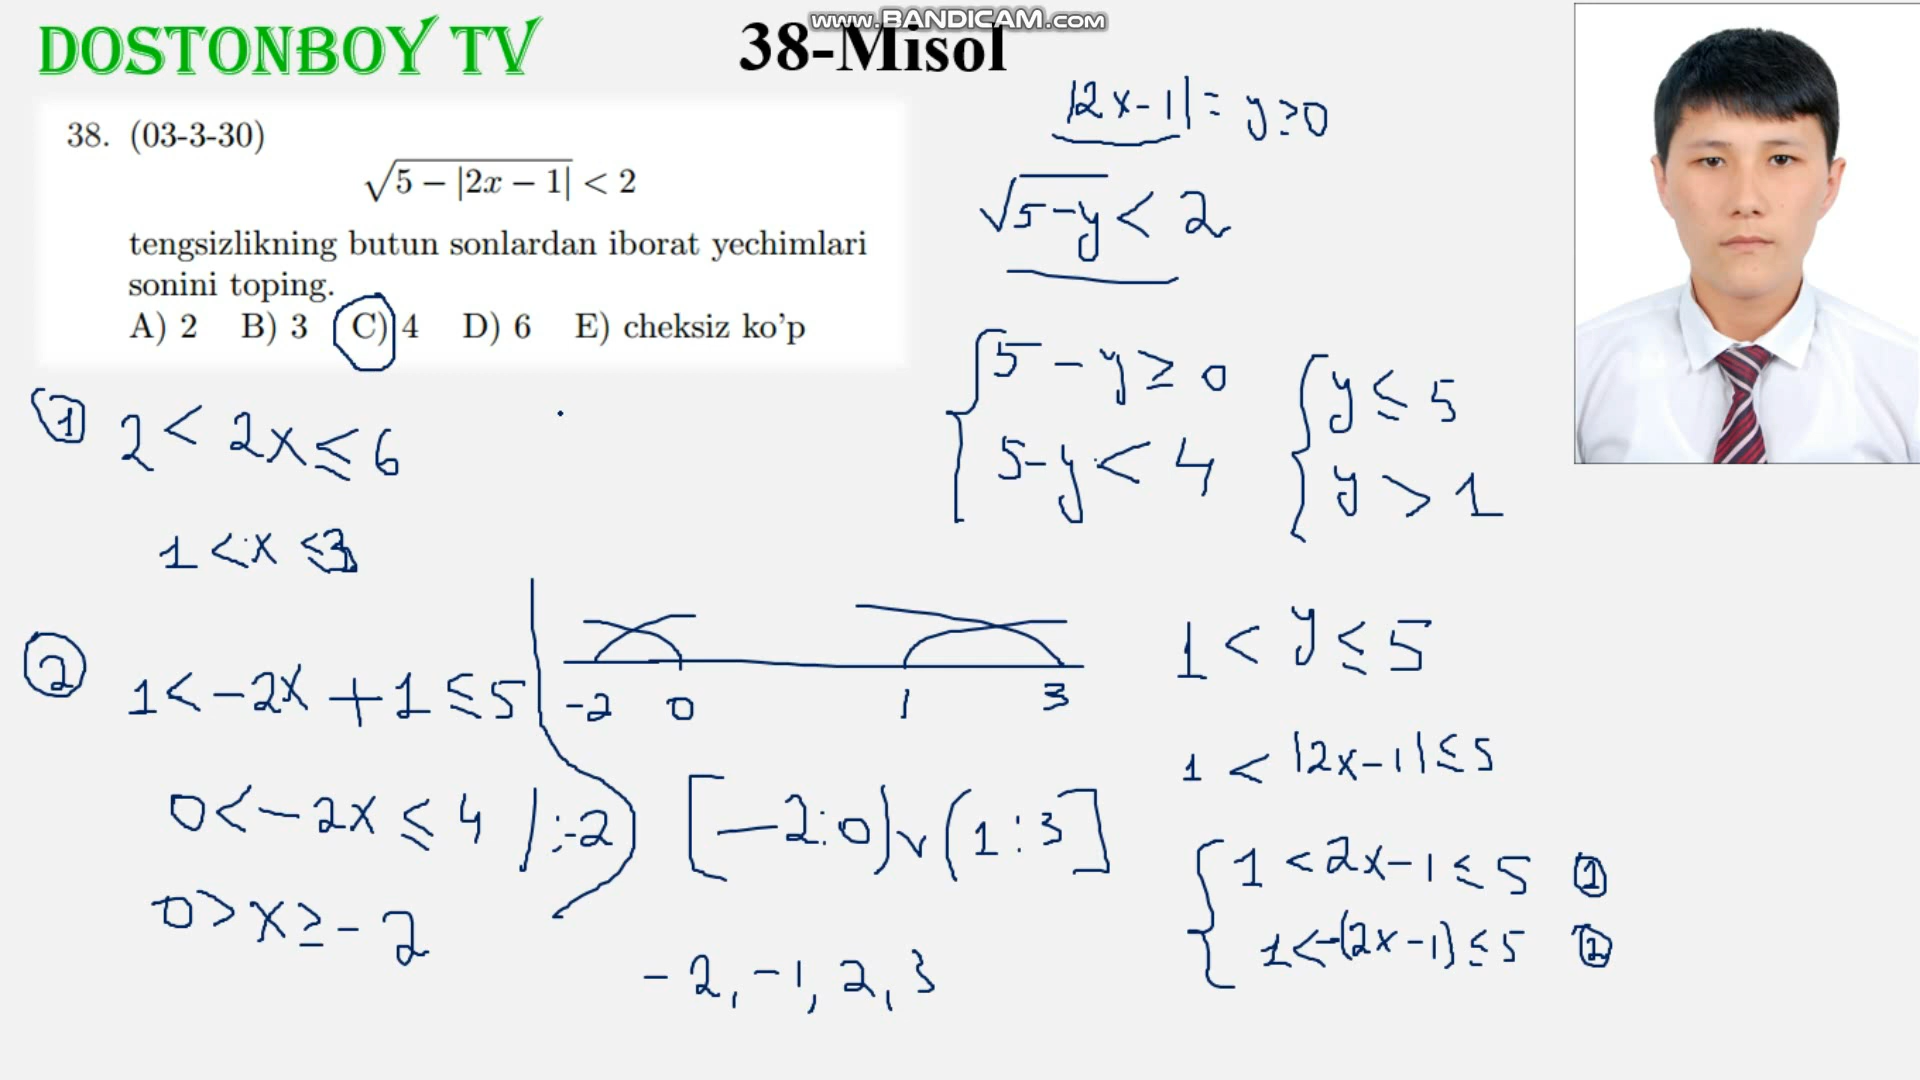 www.BANDICAM.com
DOSTONBOY TV
38-Misol
38. (03-3-30)
√5 − |2x − 1| < 2
tengsizlikning butun sonlardan iborat yechimlari
sonini toping.
A) 2 B) 3 C) 4 D) 6 E) cheksiz ko'p
|2x-1| = y ≥ 0
√5-y < 2
{ 5 - y ≥ 0
5-y < 4
{ y ≤ 5
y > 1
1 < y ≤ 5
1 < |2x-1| ≤ 5
{ 1 < 2x-1 ≤ 5 ①
1 < -(2x-1) ≤ 5 ②
① 2 < 2x ≤ 6
1 < x ≤ 3
② 1 < -2x + 1 ≤ 5
0 < -2x ≤ 4 | :-2)
0 > x ≥ -2
-2 0 1 3
[-2:0) v (1:3]
-2, -1, 2, 3